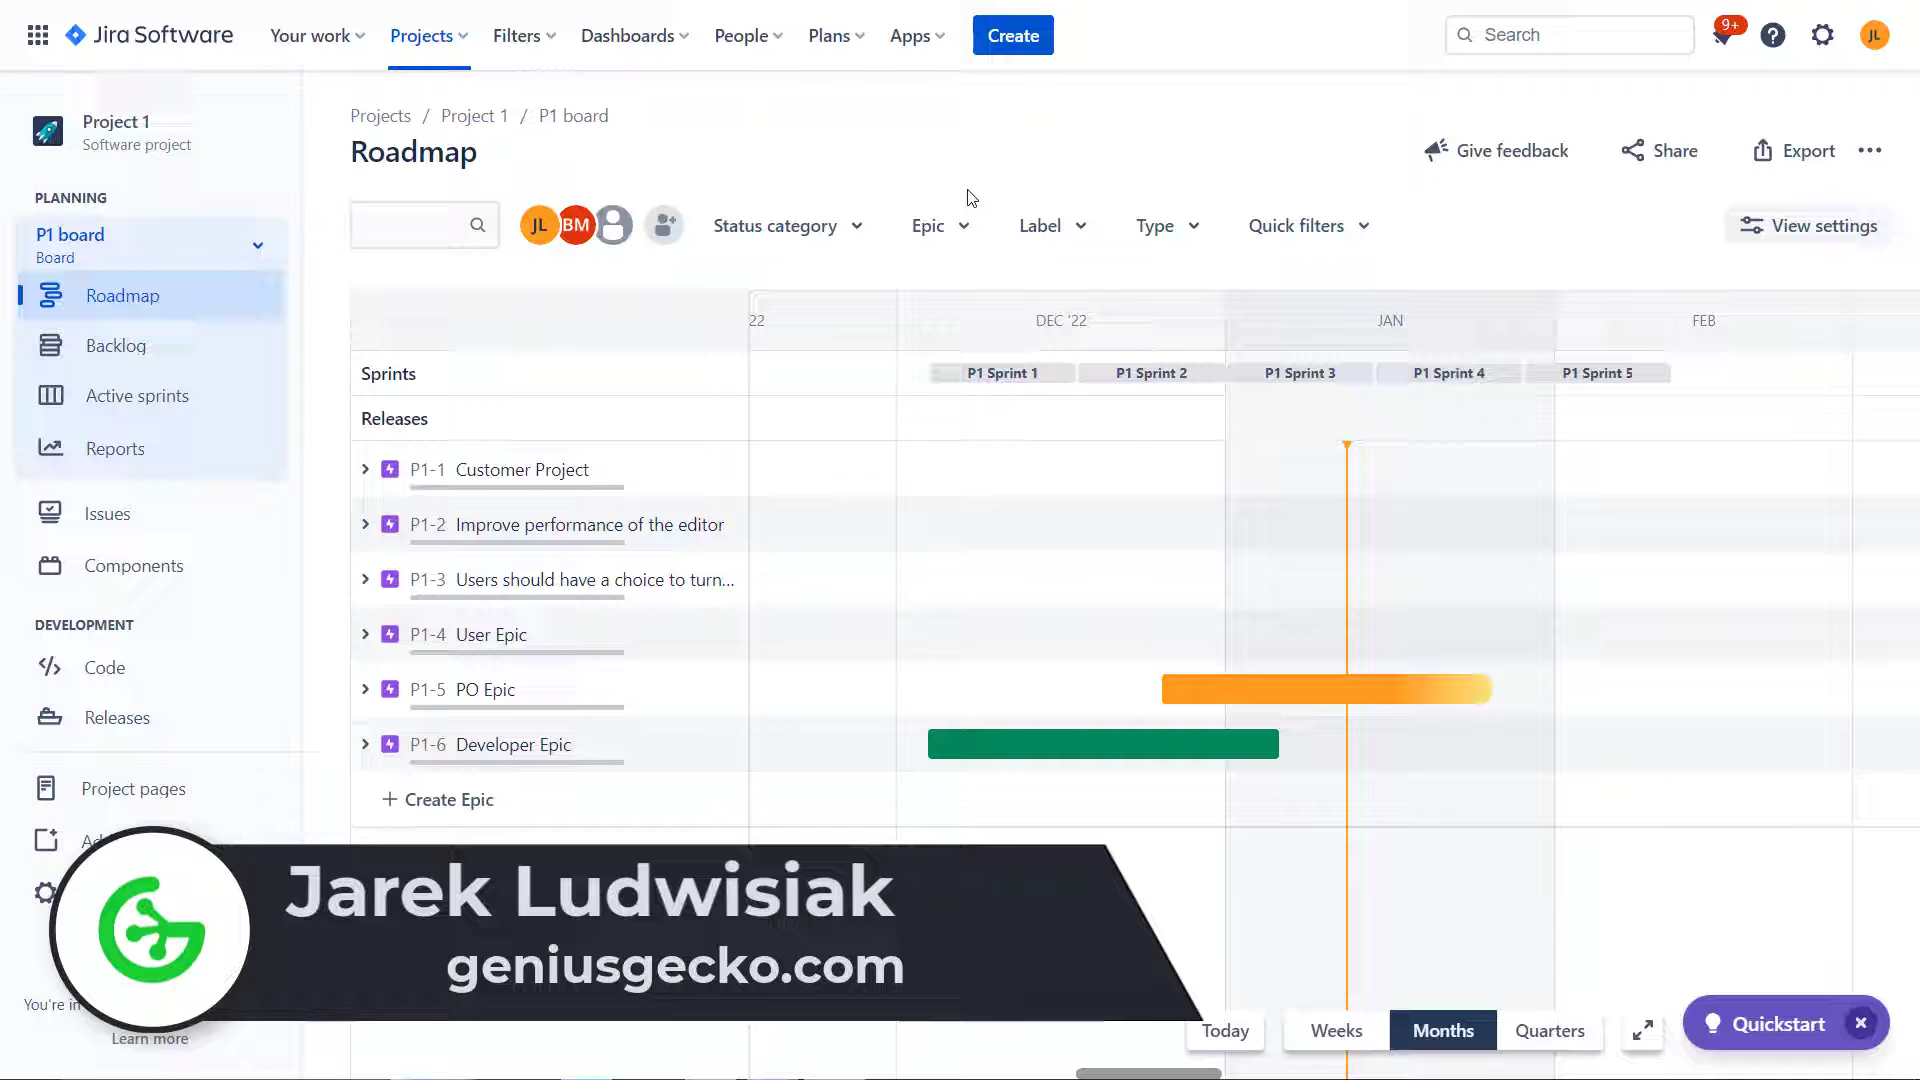 Jira Software
Your work
Projects
Filters
Dashboards
People
Plans
Apps
Create
Search
9+
JL
Project 1
Software project
Projects / Project 1 / P1 board
Roadmap
Give feedback
Share
Export
PLANNING
P1 board
Board
Roadmap
Backlog
Active sprints
Reports
Issues
Components
DEVELOPMENT
Code
Releases
Project pages
You're in
Learn more
JL
BM
Status category
Epic
Label
Type
Quick filters
View settings
22
DEC '22
JAN
FEB
Sprints
P1 Sprint 1
P1 Sprint 2
P1 Sprint 3
P1 Sprint 4
P1 Sprint 5
Releases
P1-1 Customer Project
P1-2 Improve performance of the editor
P1-3 Users should have a choice to turn...
P1-4 User Epic
P1-5 PO Epic
P1-6 Developer Epic
+ Create Epic
Jarek Ludwisiak
geniusgecko.com
Today
Weeks
Months
Quarters
Quickstart